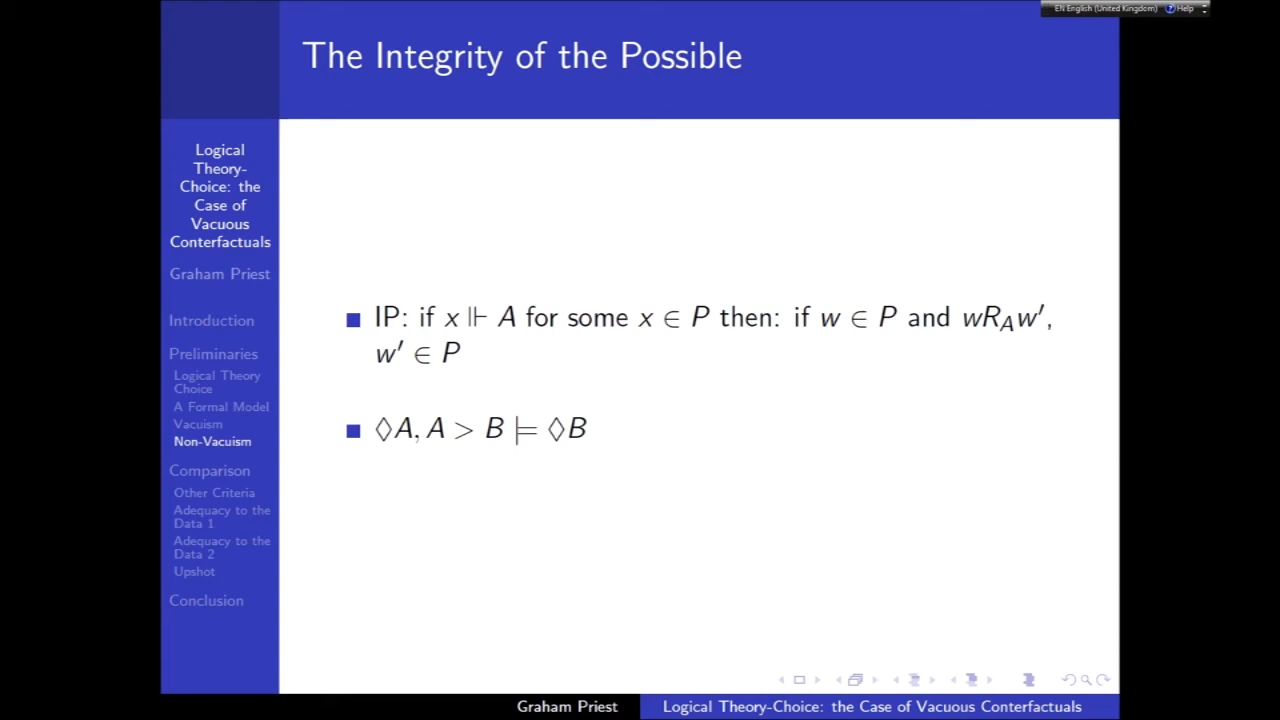 EN English (United Kingdom) Help
The Integrity of the Possible
Logical
Theory-
Choice: the
Case of
Vacuous
Conterfactuals
Graham Priest
Introduction
Preliminaries
Logical Theory
Choice
A Formal Model
Vacuism
Non-Vacuism
Comparison
Other Criteria
Adequacy to the
Data 1
Adequacy to the
Data 2
Upshot
Conclusion
IP: if x ⊩ A for some x ∈ P then: if w ∈ P and wR_Aw′,
w′ ∈ P
◊A, A > B ⊨ ◊B
Graham Priest
Logical Theory-Choice: the Case of Vacuous Conterfactuals